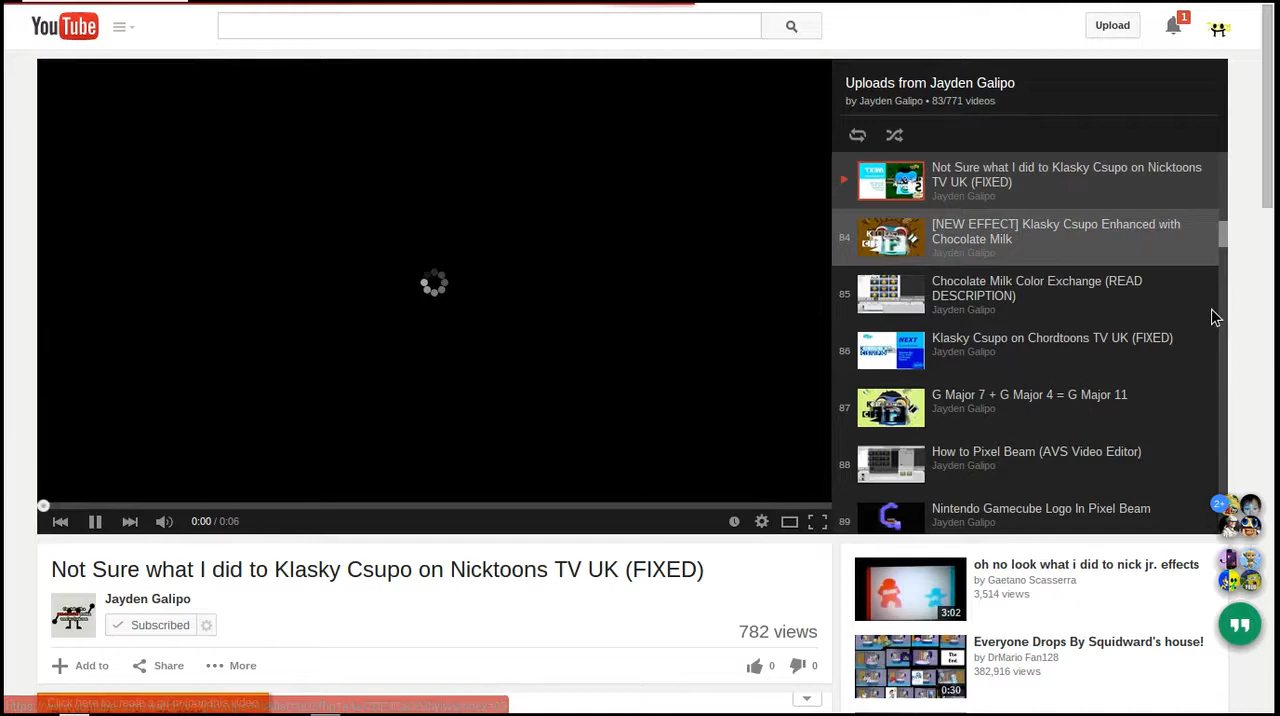 YouTube
Upload
1
Uploads from Jayden Galipo
by Jayden Galipo • 83/771 videos
Not Sure what I did to Klasky Csupo on Nicktoons
TV UK (FIXED)
Jayden Galipo
84
[NEW EFFECT] Klasky Csupo Enhanced with
Chocolate Milk
Jayden Galipo
85
Chocolate Milk Color Exchange (READ
DESCRIPTION)
Jayden Galipo
86
Klasky Csupo on Chordtoons TV UK (FIXED)
Jayden Galipo
NEXT
87
G Major 7 + G Major 4 = G Major 11
Jayden Galipo
88
How to Pixel Beam (AVS Video Editor)
Jayden Galipo
89
Nintendo Gamecube Logo In Pixel Beam
Jayden Galipo
0:00 / 0:06
2+
Not Sure what I did to Klasky Csupo on Nicktoons TV UK (FIXED)
Jayden Galipo
Subscribed
782 views
Add to
Share
More
0
0
oh no look what i did to nick jr. effects
by Gaetano Scasserra
3,514 views
3:02
Everyone Drops By Squidward's house!
by DrMario Fan128
382,916 views
0:30